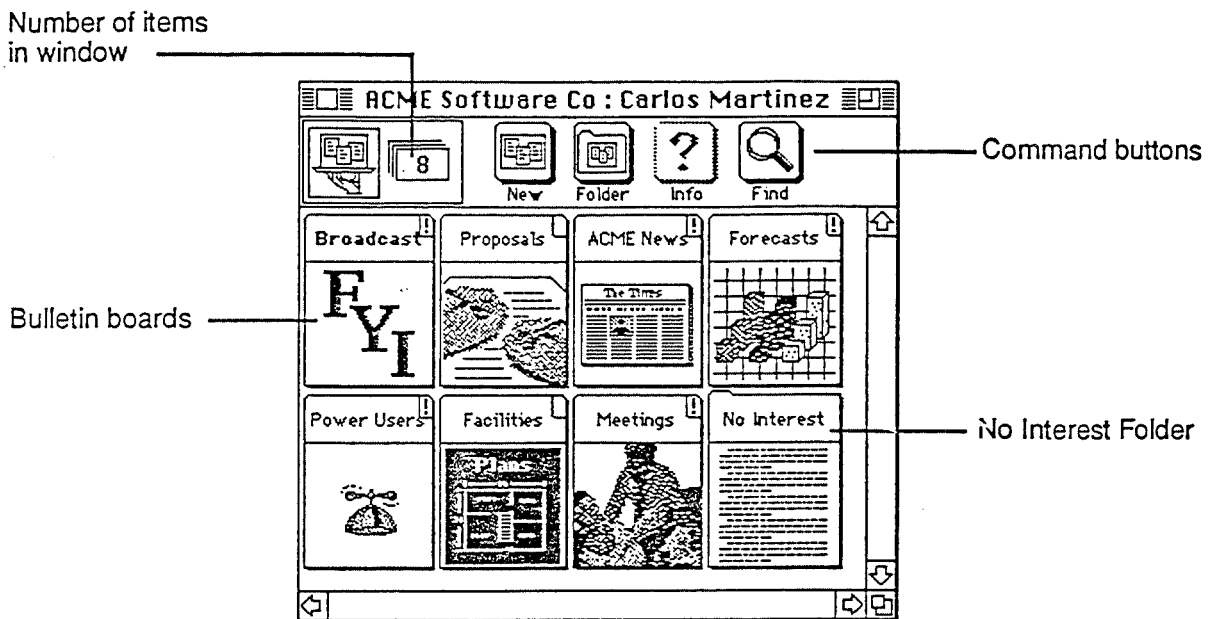 Number of items
in window
ACME Software Co : Carlos Martinez
8
New
Folder
Info
Find
Command buttons
Broadcast
!
Proposals
ACME News
!
Forecasts
!
The Times
FYI
Bulletin boards
Power Users
!
Facilities
Meetings
!
No Interest
No Interest Folder
Plans